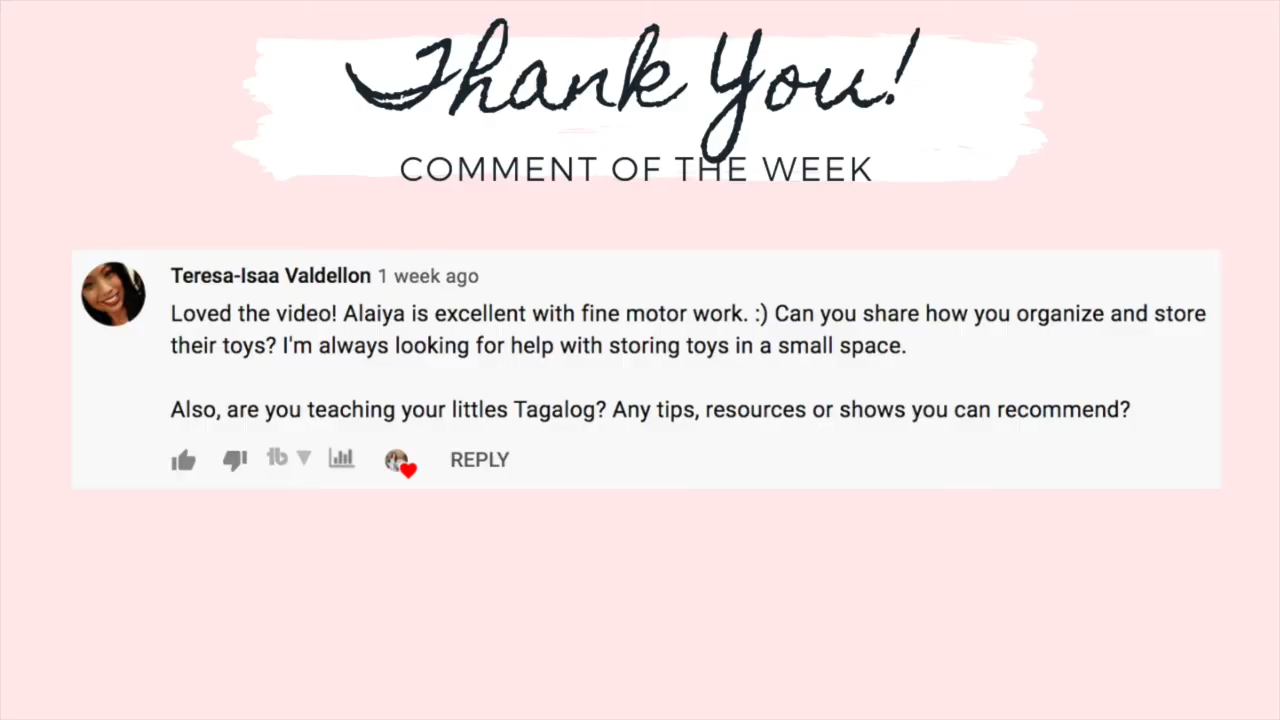 Thank You!
COMMENT OF THE WEEK
Teresa-Isaa Valdellon 1 week ago
Loved the video! Alaiya is excellent with fine motor work. :) Can you share how you organize and store
their toys? I'm always looking for help with storing toys in a small space.
Also, are you teaching your littles Tagalog? Any tips, resources or shows you can recommend?
tb
REPLY